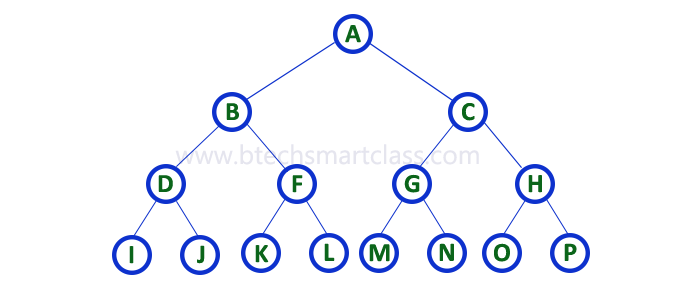 A
B C
www.btechsmartclass.com
D F G H
I J K L M N O P